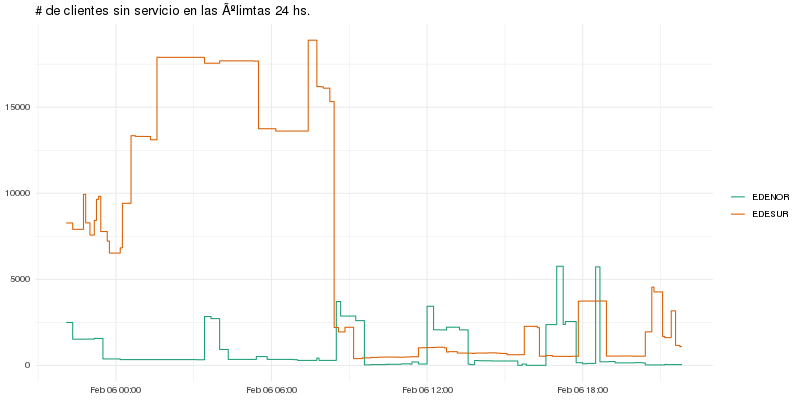 # de clientes sin servicio en las Ãºlimtas 24 hs.
15000
10000
5000
0
Feb 06 00:00
Feb 06 06:00
Feb 06 12:00
Feb 06 18:00
EDENOR
EDESUR